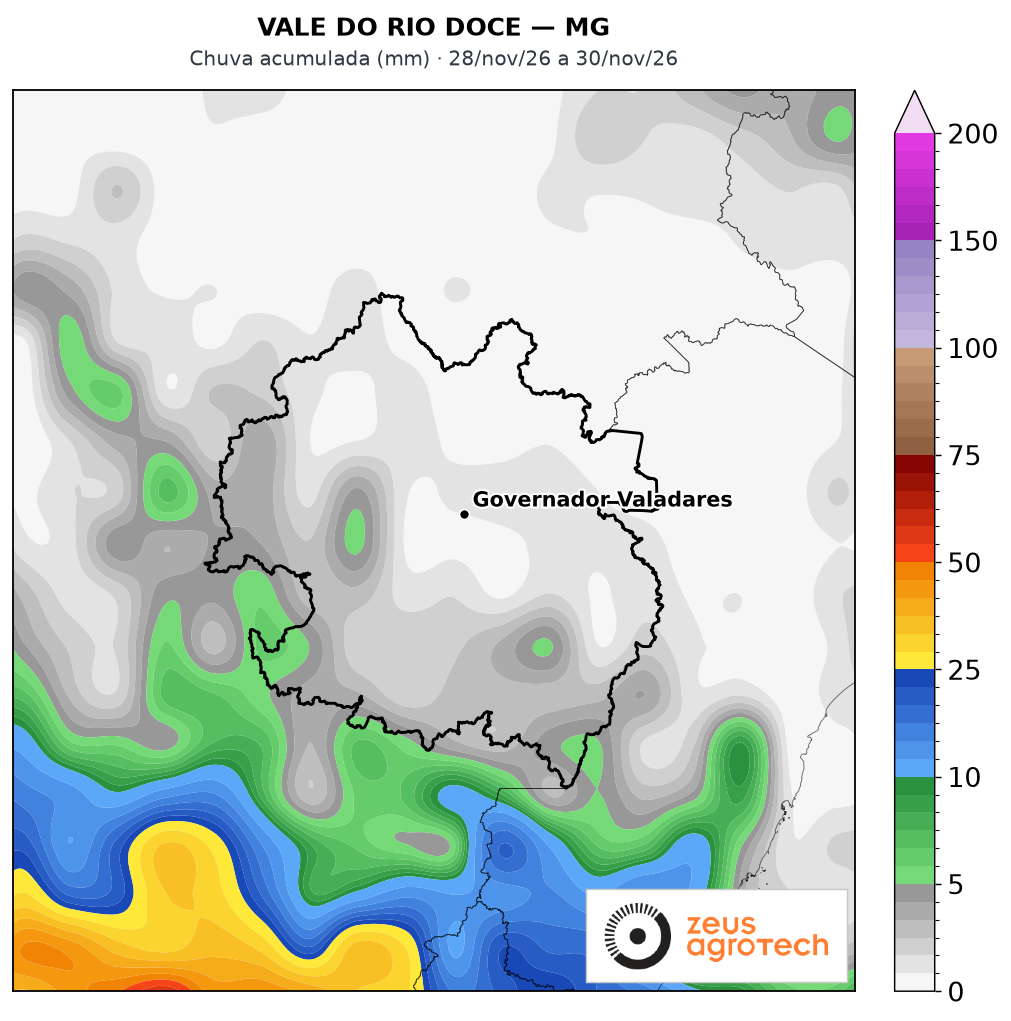 VALE DO RIO DOCE — MG
Chuva acumulada (mm) · 28/nov/26 a 30/nov/26
200
150
100
75
50
25
10
5
0
Governador Valadares
zeus
agrotech